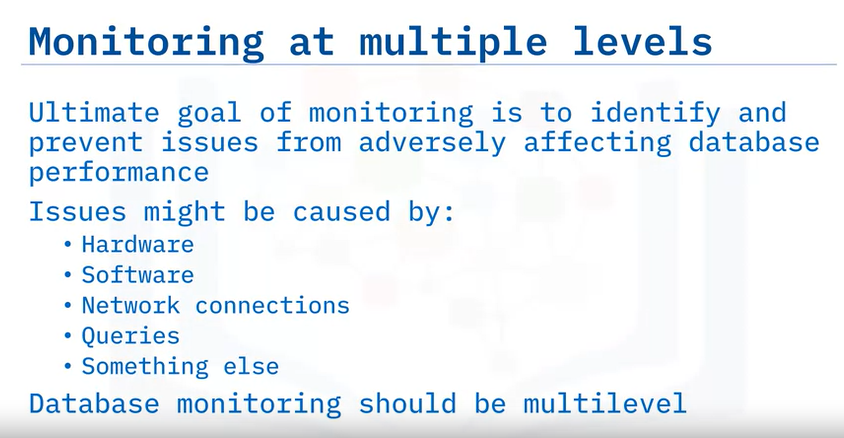 Monitoring at multiple levels
Ultimate goal of monitoring is to identify and
prevent issues from adversely affecting database
performance
Issues might be caused by:
• Hardware
• Software
• Network connections
• Queries
• Something else
Database monitoring should be multilevel